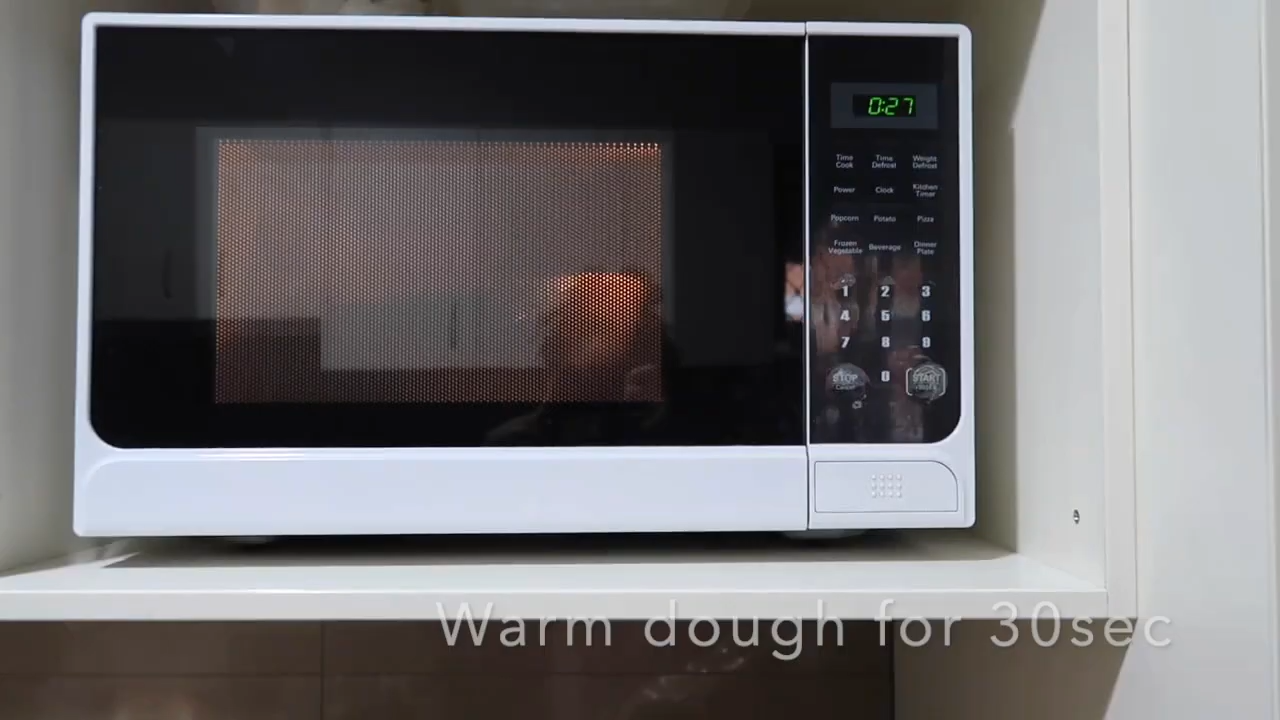 0:27
Time Cook
Time Defrost
Weight Defrost
Power
Clock
Kitchen Timer
Popcorn
Potato
Pizza
Frozen Vegetable
Beverage
Dinner Plate
1 2 3
4 5 6
7 8 9
STOP
0
START
Warm dough for 30sec